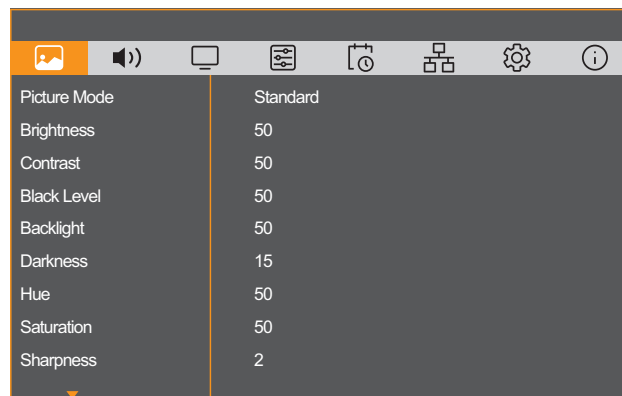 Picture Mode Standard
Brightness 50
Contrast 50
Black Level 50
Backlight 50
Darkness 15
Hue 50
Saturation 50
Sharpness 2